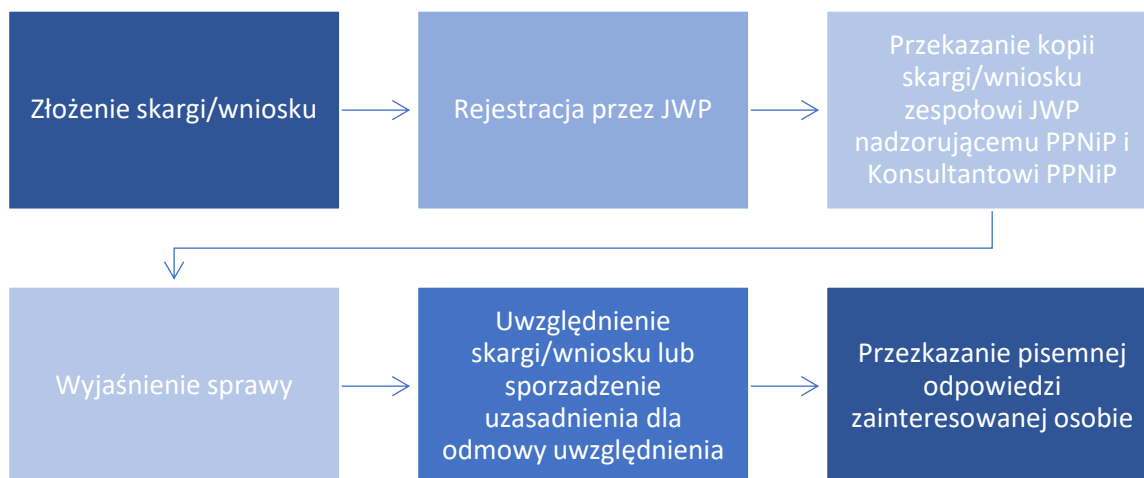 Złożenie skargi/wniosku
Rejestracja przez JWP
Przekazanie kopii
skargi/wniosku
zespołowi JWP
nadzorującemu PPNiP i
Konsultantowi PPNiP
Wyjaśnienie sprawy
Uwzględnienie
skargi/wniosku lub
sporzadzenie
uzasadnienia dla
odmowy uwzględnienia
Przezkazanie pisemnej
odpowiedzi
zainteresowanej osobie